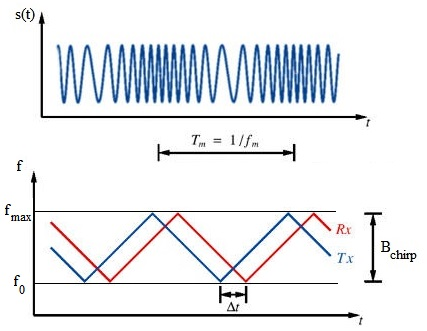 s(t)
t
T_m = 1/f_m
f
f_max
Rx
Tx
B_chirp
f_0
Δt
t